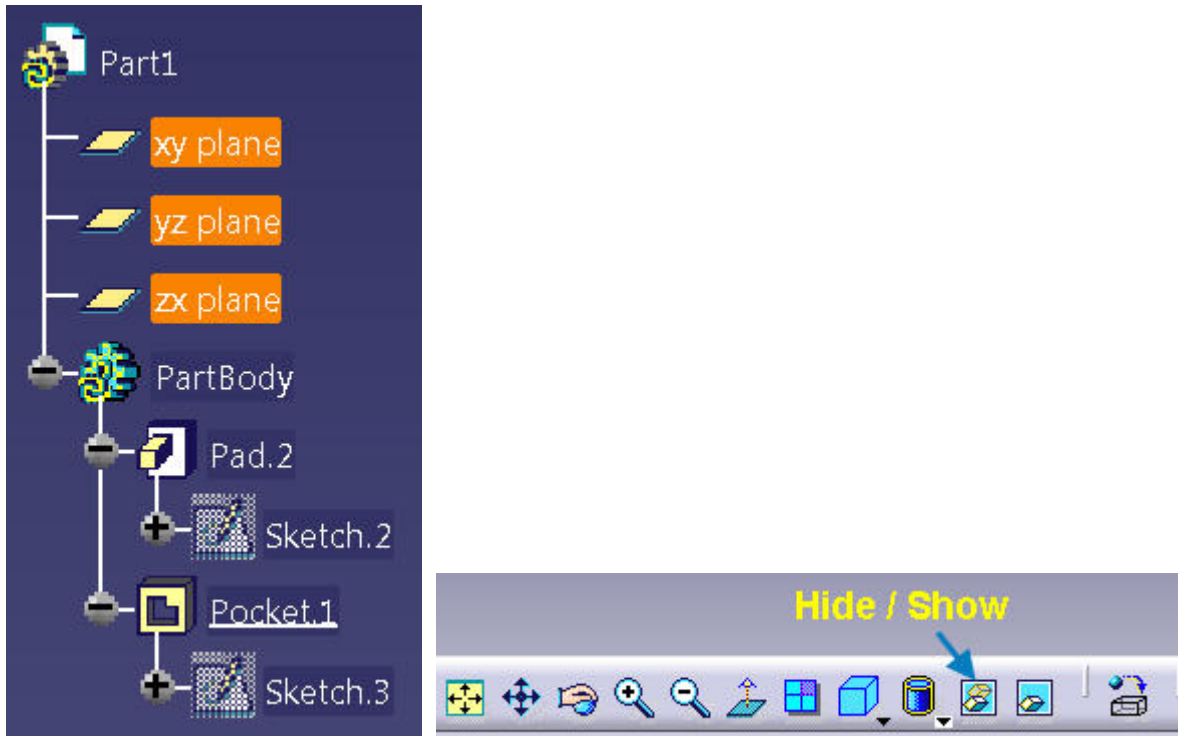 Part1
xy plane
yz plane
zx plane
PartBody
Pad.2
Sketch.2
Pocket.1
Sketch.3
Hide / Show